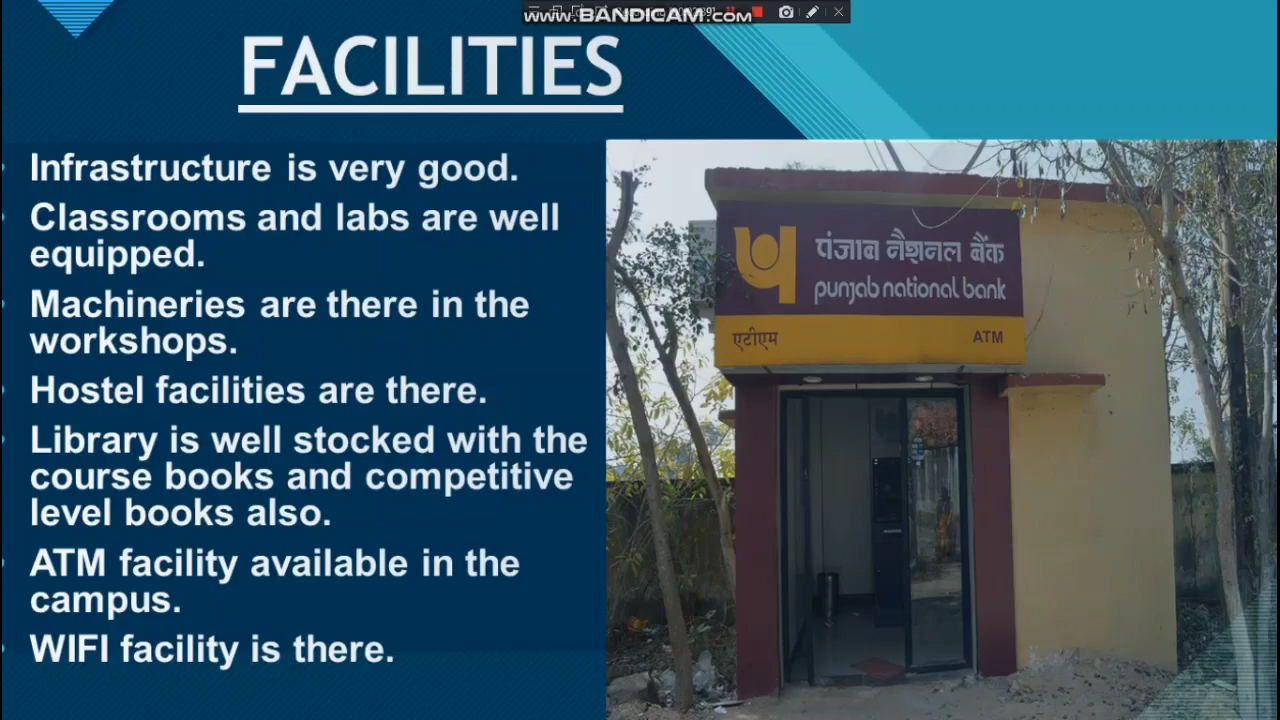 www.BANDICAM.com
FACILITIES
Infrastructure is very good.
Classrooms and labs are well
equipped.
Machineries are there in the
workshops.
Hostel facilities are there.
Library is well stocked with the
course books and competitive
level books also.
ATM facility available in the
campus.
WIFI facility is there.
पंजाब नैशनल बैंक
punjab national bank
एटीएम ATM